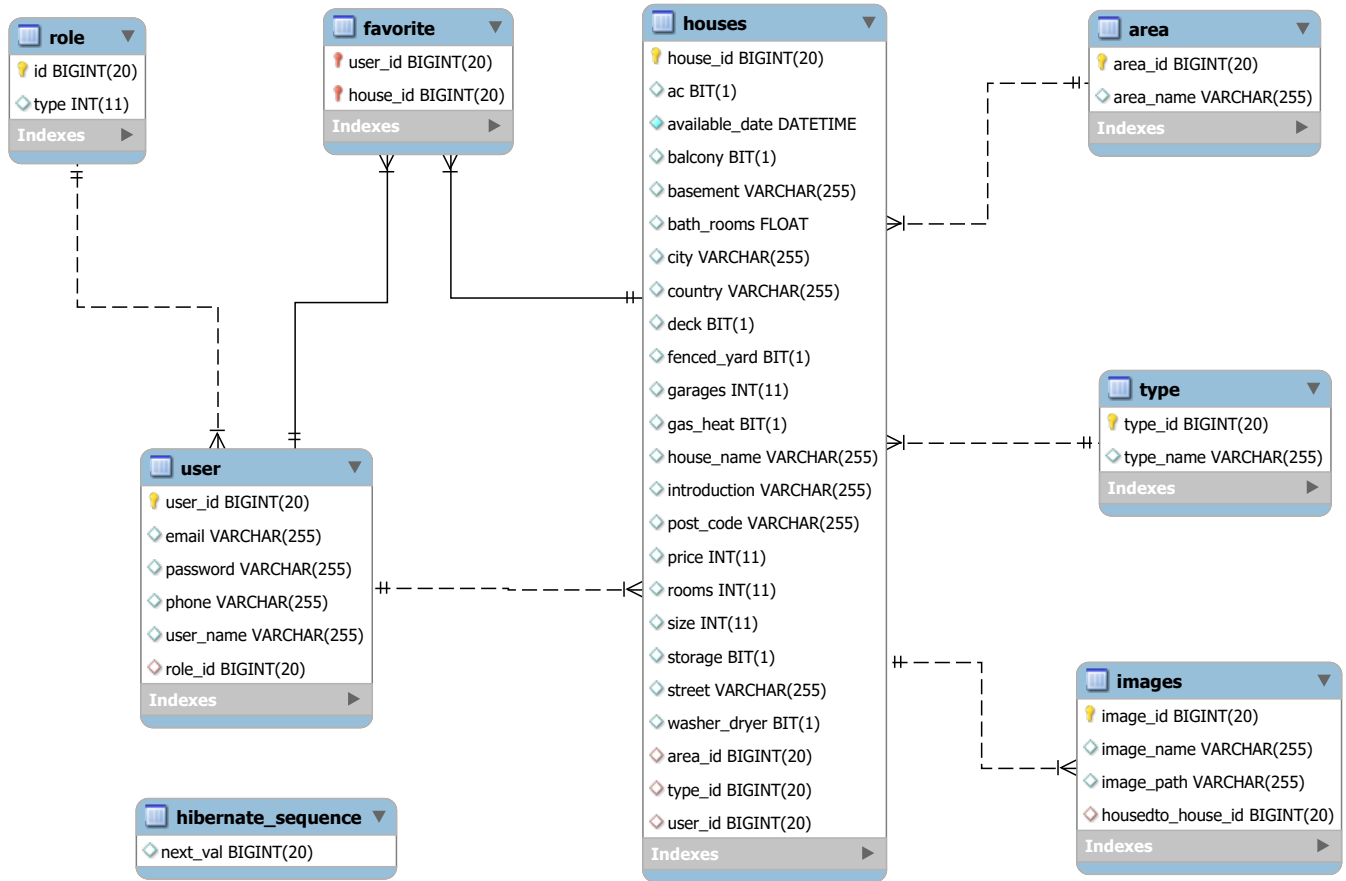 role
id BIGINT(20)
type INT(11)
Indexes
favorite
user_id BIGINT(20)
house_id BIGINT(20)
Indexes
houses
house_id BIGINT(20)
ac BIT(1)
available_date DATETIME
balcony BIT(1)
basement VARCHAR(255)
bath_rooms FLOAT
city VARCHAR(255)
country VARCHAR(255)
deck BIT(1)
fenced_yard BIT(1)
garages INT(11)
gas_heat BIT(1)
house_name VARCHAR(255)
introduction VARCHAR(255)
post_code VARCHAR(255)
price INT(11)
rooms INT(11)
size INT(11)
storage BIT(1)
street VARCHAR(255)
washer_dryer BIT(1)
area_id BIGINT(20)
type_id BIGINT(20)
user_id BIGINT(20)
Indexes
area
area_id BIGINT(20)
area_name VARCHAR(255)
Indexes
type
type_id BIGINT(20)
type_name VARCHAR(255)
Indexes
user
user_id BIGINT(20)
email VARCHAR(255)
password VARCHAR(255)
phone VARCHAR(255)
user_name VARCHAR(255)
role_id BIGINT(20)
Indexes
images
image_id BIGINT(20)
image_name VARCHAR(255)
image_path VARCHAR(255)
housedto_house_id BIGINT(20)
Indexes
hibernate_sequence
next_val BIGINT(20)